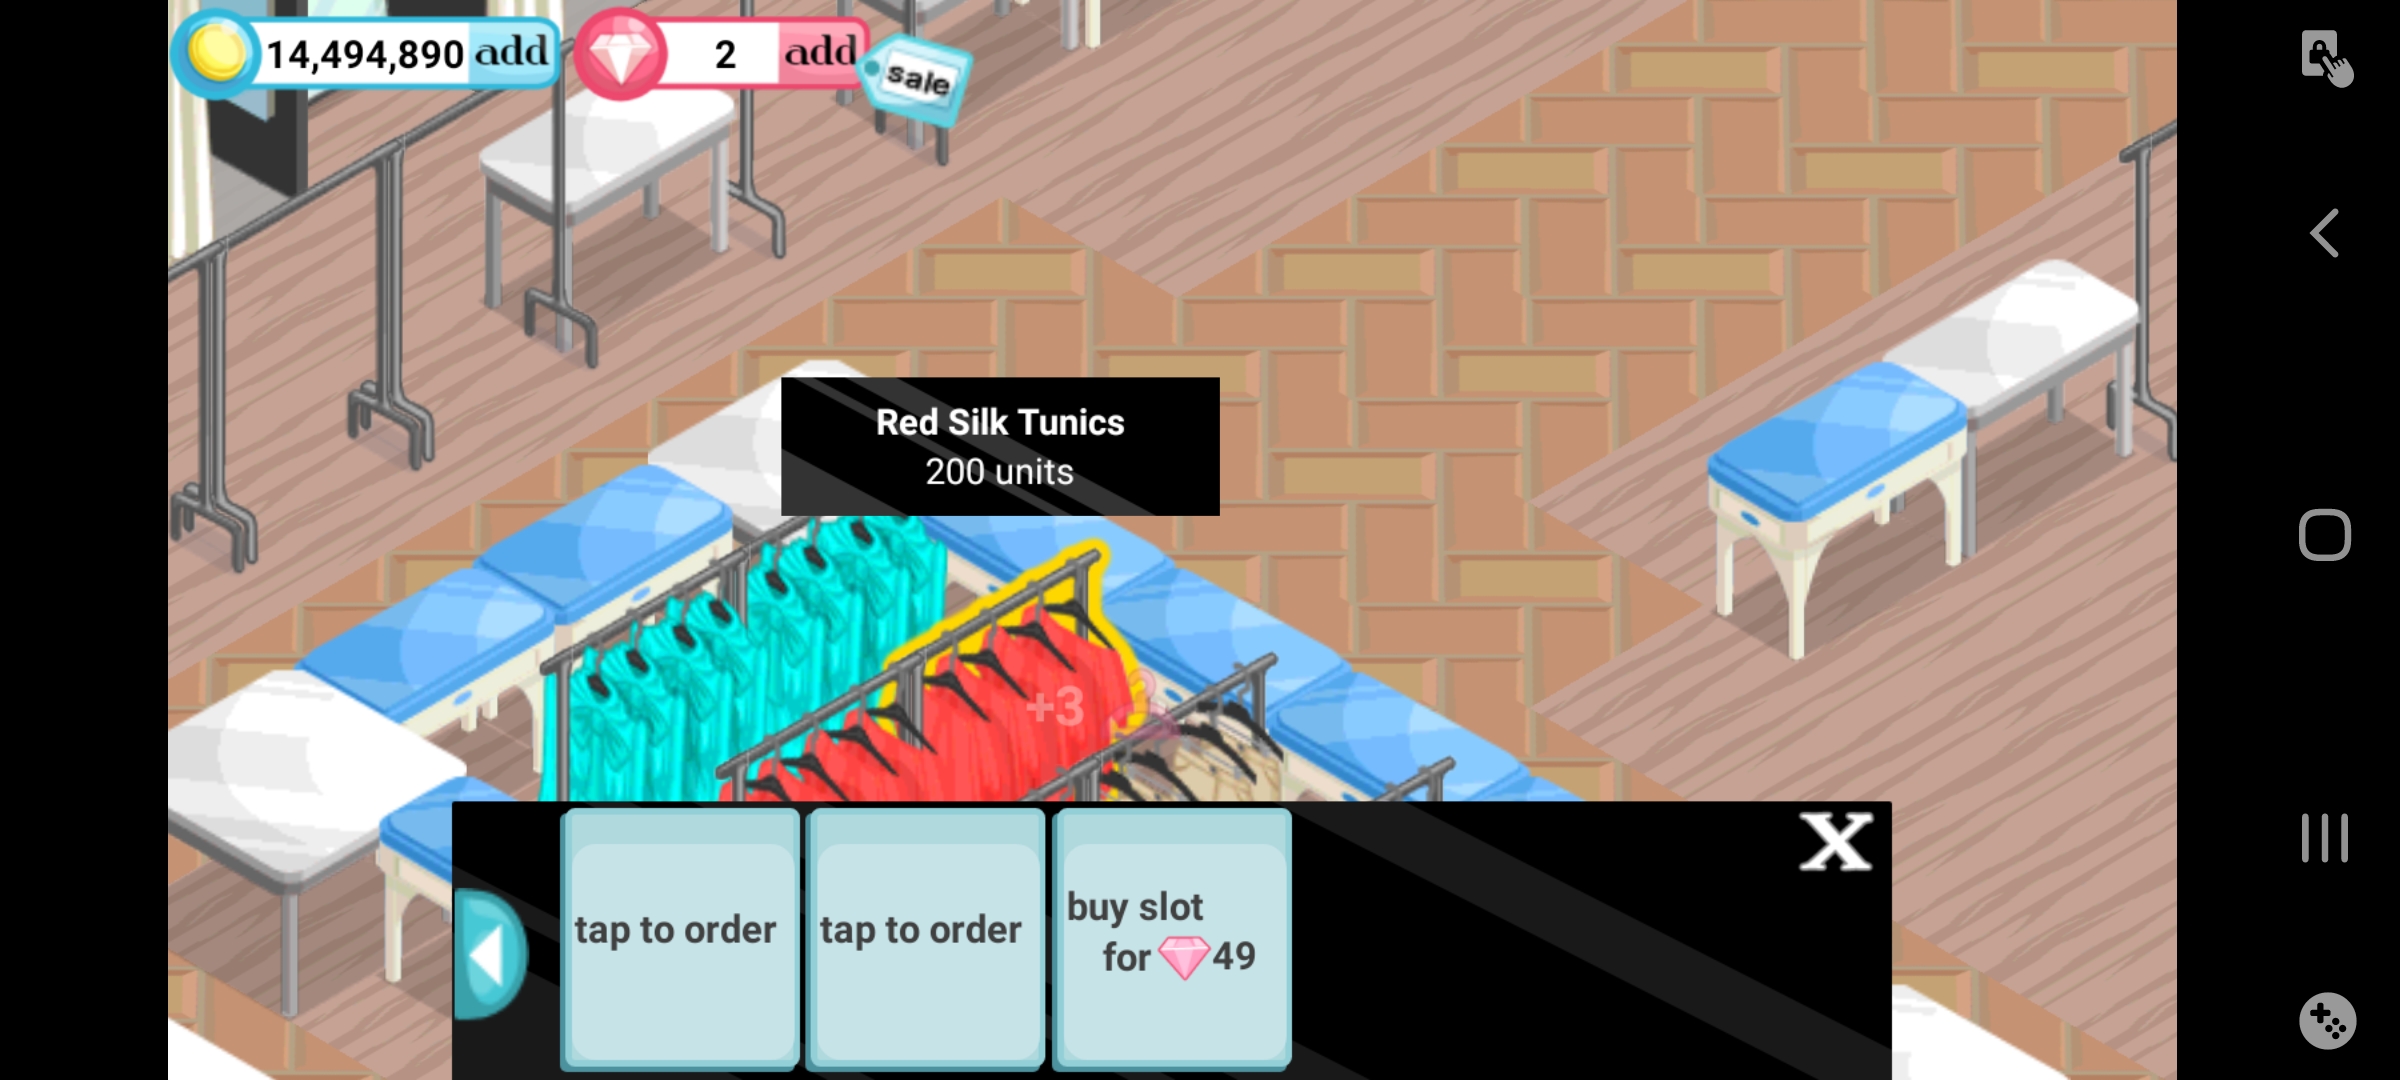 14,494,890 add
2 add
sale
Red Silk Tunics
200 units
+3
tap to order
tap to order
buy slot
for 49
X